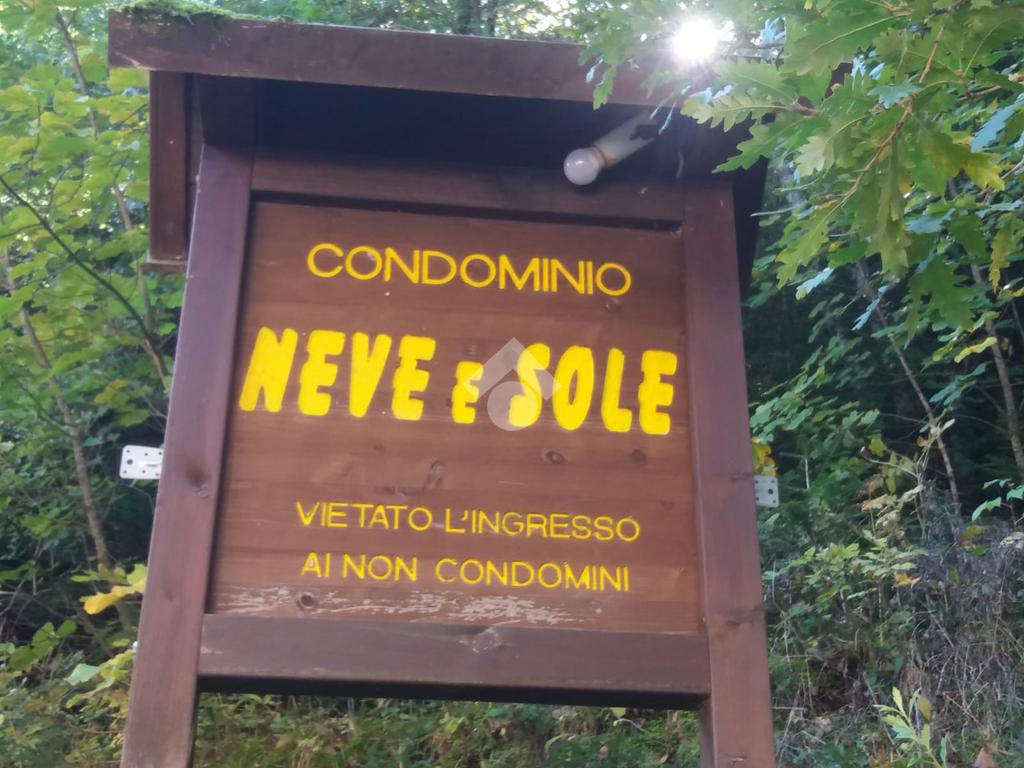 CONDOMINIO
NEVE E SOLE
VIETATO L'INGRESSO
AI NON CONDOMINI